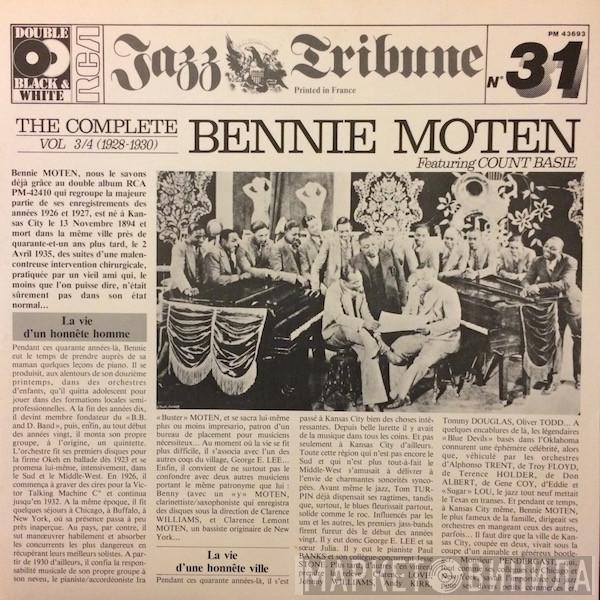 DOUBLE
BLACK &
WHITE
RCA
Jazz Tribune
Printed in France
PM 43693
N° 31
THE COMPLETE
VOL 3/4 (1928-1930)
BENNIE MOTEN
Featuring COUNT BASIE
Bennie MOTEN, nous le savons
déjà grâce au double album RCA
PM-42410 qui regroupe la majeure
partie de ses enregistrements des
années 1926 et 1927, est né à Kan-
sas City le 13 Novembre 1894 et
mort dans la même ville près de
quarante-et-un ans plus tard, le 2
Avril 1935, des suites d'une malen-
contreuse intervention chirurgicale,
pratiquée par un vieil ami qui, le
moins que l'on puisse dire, n'était
sûrement pas dans son état
normal...
La vie
d'un honnête homme
Pendant ces quarante années-là, Bennie
eut le temps de prendre auprès de sa
maman quelques leçons de piano. Il se
produisit, aux alentours de son douzième
printemps, dans des orchestres
d'enfants, qu'il quitta adolescent pour
jouer dans des formations locales semi-
professionnelles. A la fin des années dix,
il devint membre fondateur du «B.B.
and D. Band», puis, enfin, au tout début
des années vingt, il monta son propre
groupe, à l'origine, un quintette.
L'orchestre fit ses premiers disques pour
la firme Okeh en ballade dès 1923 et se
promena lui-même, intensivement, dans
le Sud et le Middle-West. En 1926, il
commença à graver des cires pour la Vic-
tor Talking Machine C° et continua
jusqu'en 1932. A la même époque, il fit
quelques séjours à Chicago, à Buffalo, à
New York, où sa présence passa à peu
près inaperçue. Au pays, par contre, il
sut manœuvrer habilement et absorber
les concurrents les plus dangereux en
récupérant leurs meilleurs solistes. A par-
tir de 1930 d'ailleurs, il confia la respon-
sabilité musicale de son propre groupe à
son neveu, le pianiste/accordéoniste Ira
«Buster» MOTEN, et se sacra lui-même
plus ou moins impresario, patron d'un
bureau de placement pour musiciens
nécessiteux... Au moment où la vie se fit
plus difficile, il s'associa avec l'un des
autres coqs du village, George E. LEE...
Enfin, il convient de ne surtout pas le
confondre avec deux autres musiciens
portant le même patronyme que lui :
Benny (avec un «y») MOTEN,
clarinettiste/saxophoniste qui enregistra
des disques sous la direction de Clarence
WILLIAMS, et Clarence Lemont
MOTEN, un bassiste originaire de New
York...
La vie
d'une honnête ville
Pendant ces quarante années-là, il s'est
passé à Kansas City bien des choses inté-
ressantes. Depuis belle lurette il y avait
de la musique dans tous les coins. Et pas
seulement à Kansas City d'ailleurs.
Toute cette région qui n'est pas encore le
Sud et qui n'est plus tout-à-fait le
Middle-West s'amusait à délivrer à
l'envie de charmantes sonorités synco-
pées. Avant même le jazz, Tom TUR-
PIN déjà dispensait ses ragtimes, tandis
que, surtout, le blues fleurissait partout,
solide comme le roc. Influencés par les
uns et les autres, les premiers jass-bands
firent fureur dès le début des années
vingt. Il y eut donc George E. LEE et sa
sœur Julia. Il y eut le pianiste Paul
BANKS et son collègue concurrent
STONE,
WILLIAMS,
LOVE
KIRK,
Tommy DOUGLAS, Oliver TODD... A
quelques encablures de là, les légendaires
«Blue Devils» basés dans l'Oklahoma
connurent une éphémère célébrité, alors
que, véhiculé par les orchestres
d'Alphonso TRENT, de Troy FLOYD,
de Terence HOLDER, de Don
ALBERT, de Gene COY, d'Eddie et
«Sugar» LOU, le jazz tout neuf mettait
le Texas en transes. Et pendant ce temps,
à Kansas City même, Bennie MOTEN,
le plus fameux de la famille, dirigeait ses
orchestres en mangeant ceux des autres,
parfois... Il faut dire que la ville de Kan-
sas City, coupée en deux, vivait sous la
coupe d'un aimable et généreux bootle-
МАРКЕТ ВИНИЛА